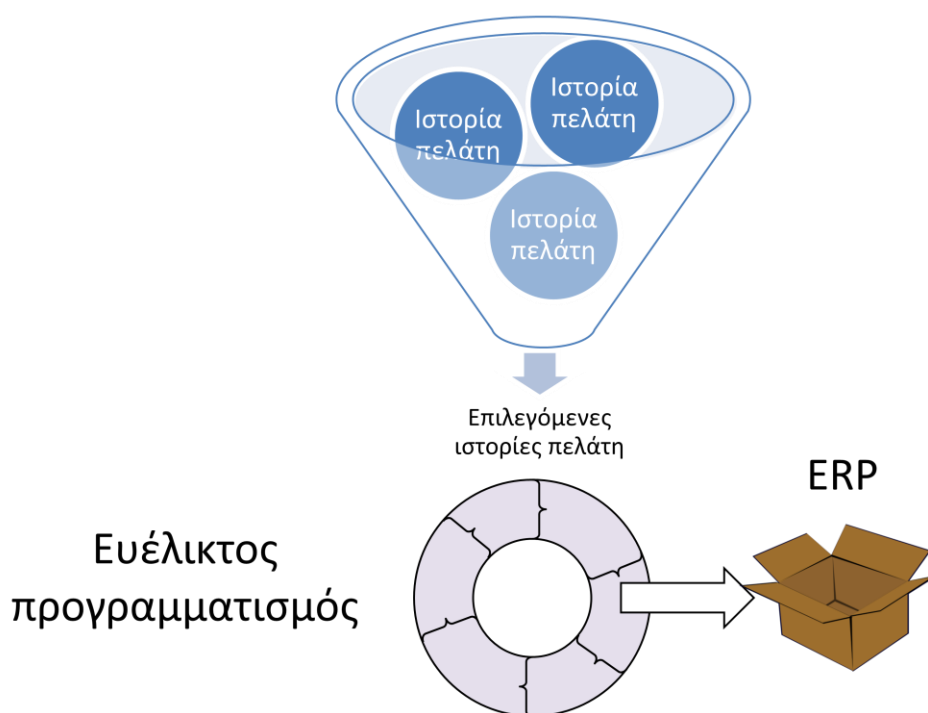 Ιστορία
πελάτη
Ιστορία
πελάτη
Ιστορία
πελάτη
Επιλεγόμενες
ιστορίες πελάτη
ERP
Ευέλικτος
προγραμματισμός